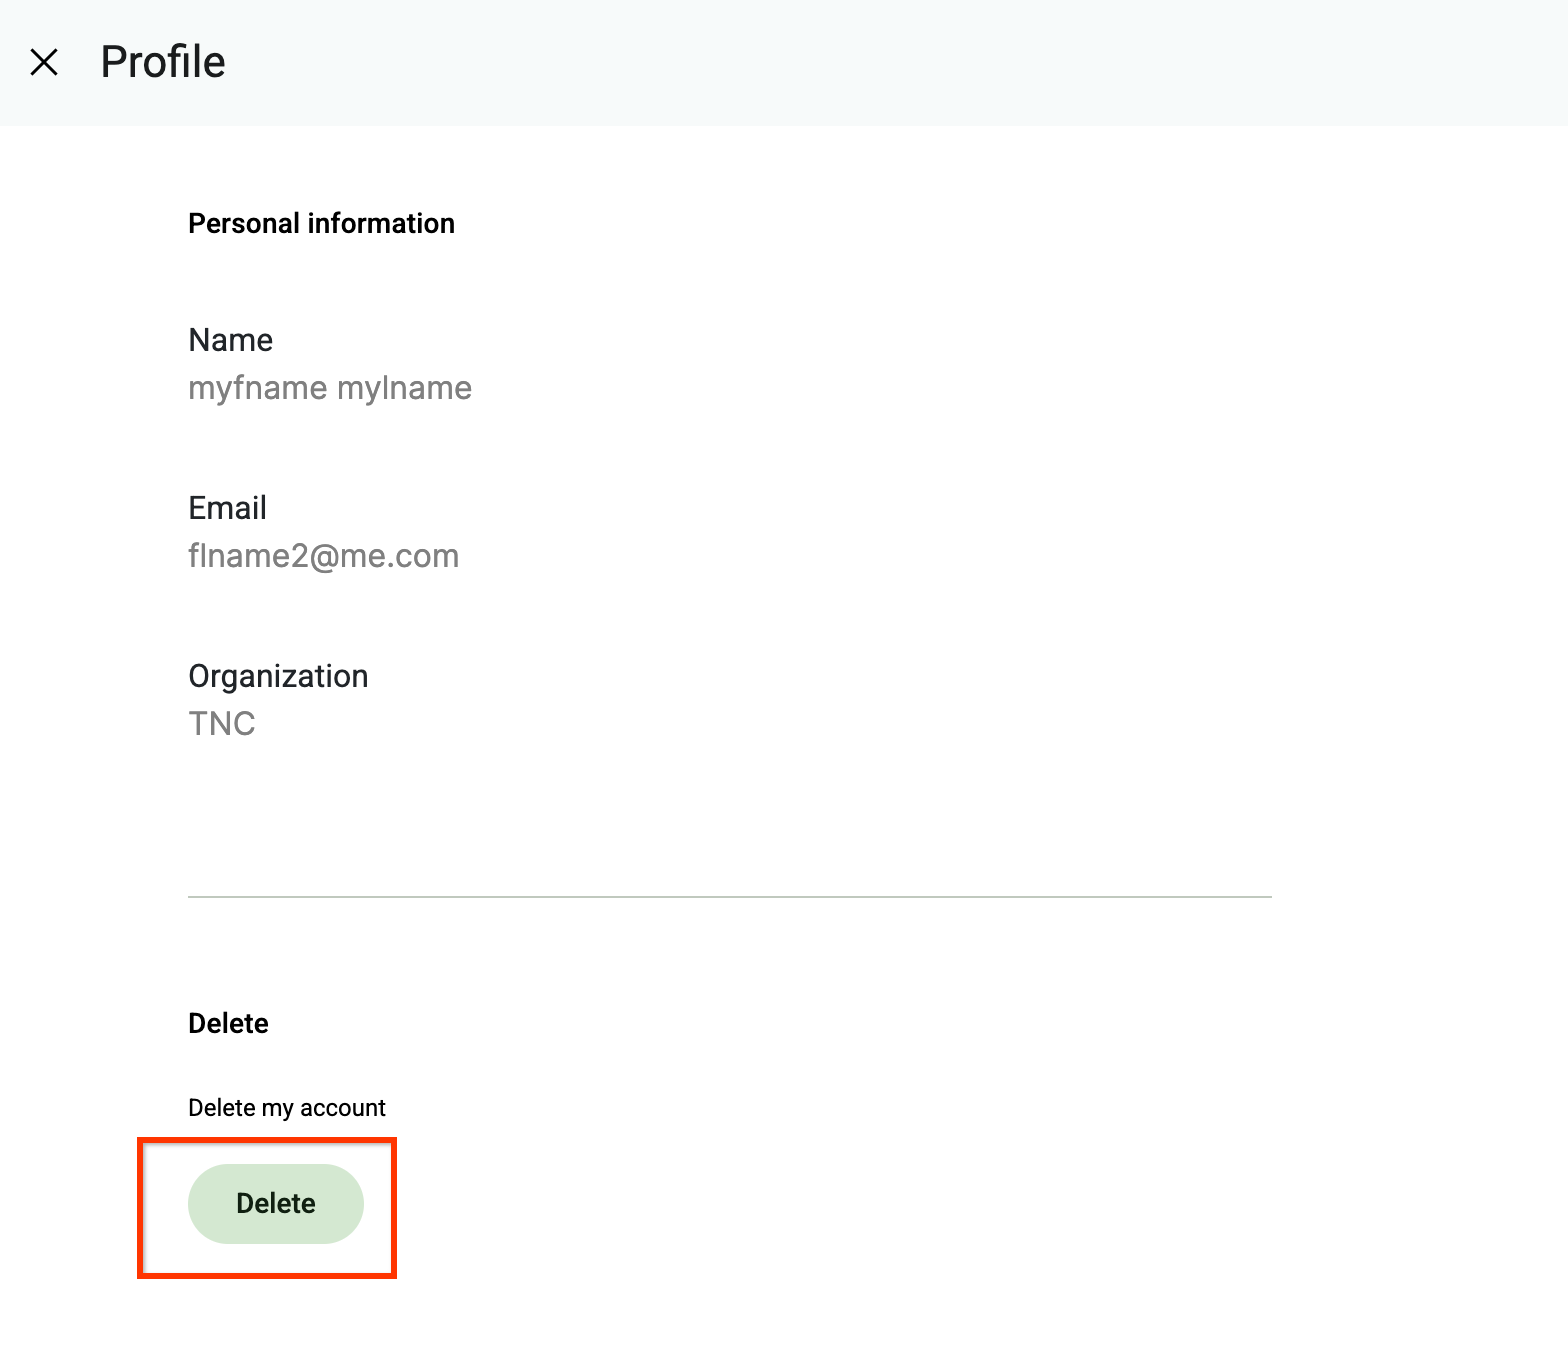 Profile
Personal information
Name
myfname mylname
Email
flname2@me.com
Organization
TNC
Delete
Delete my account
Delete